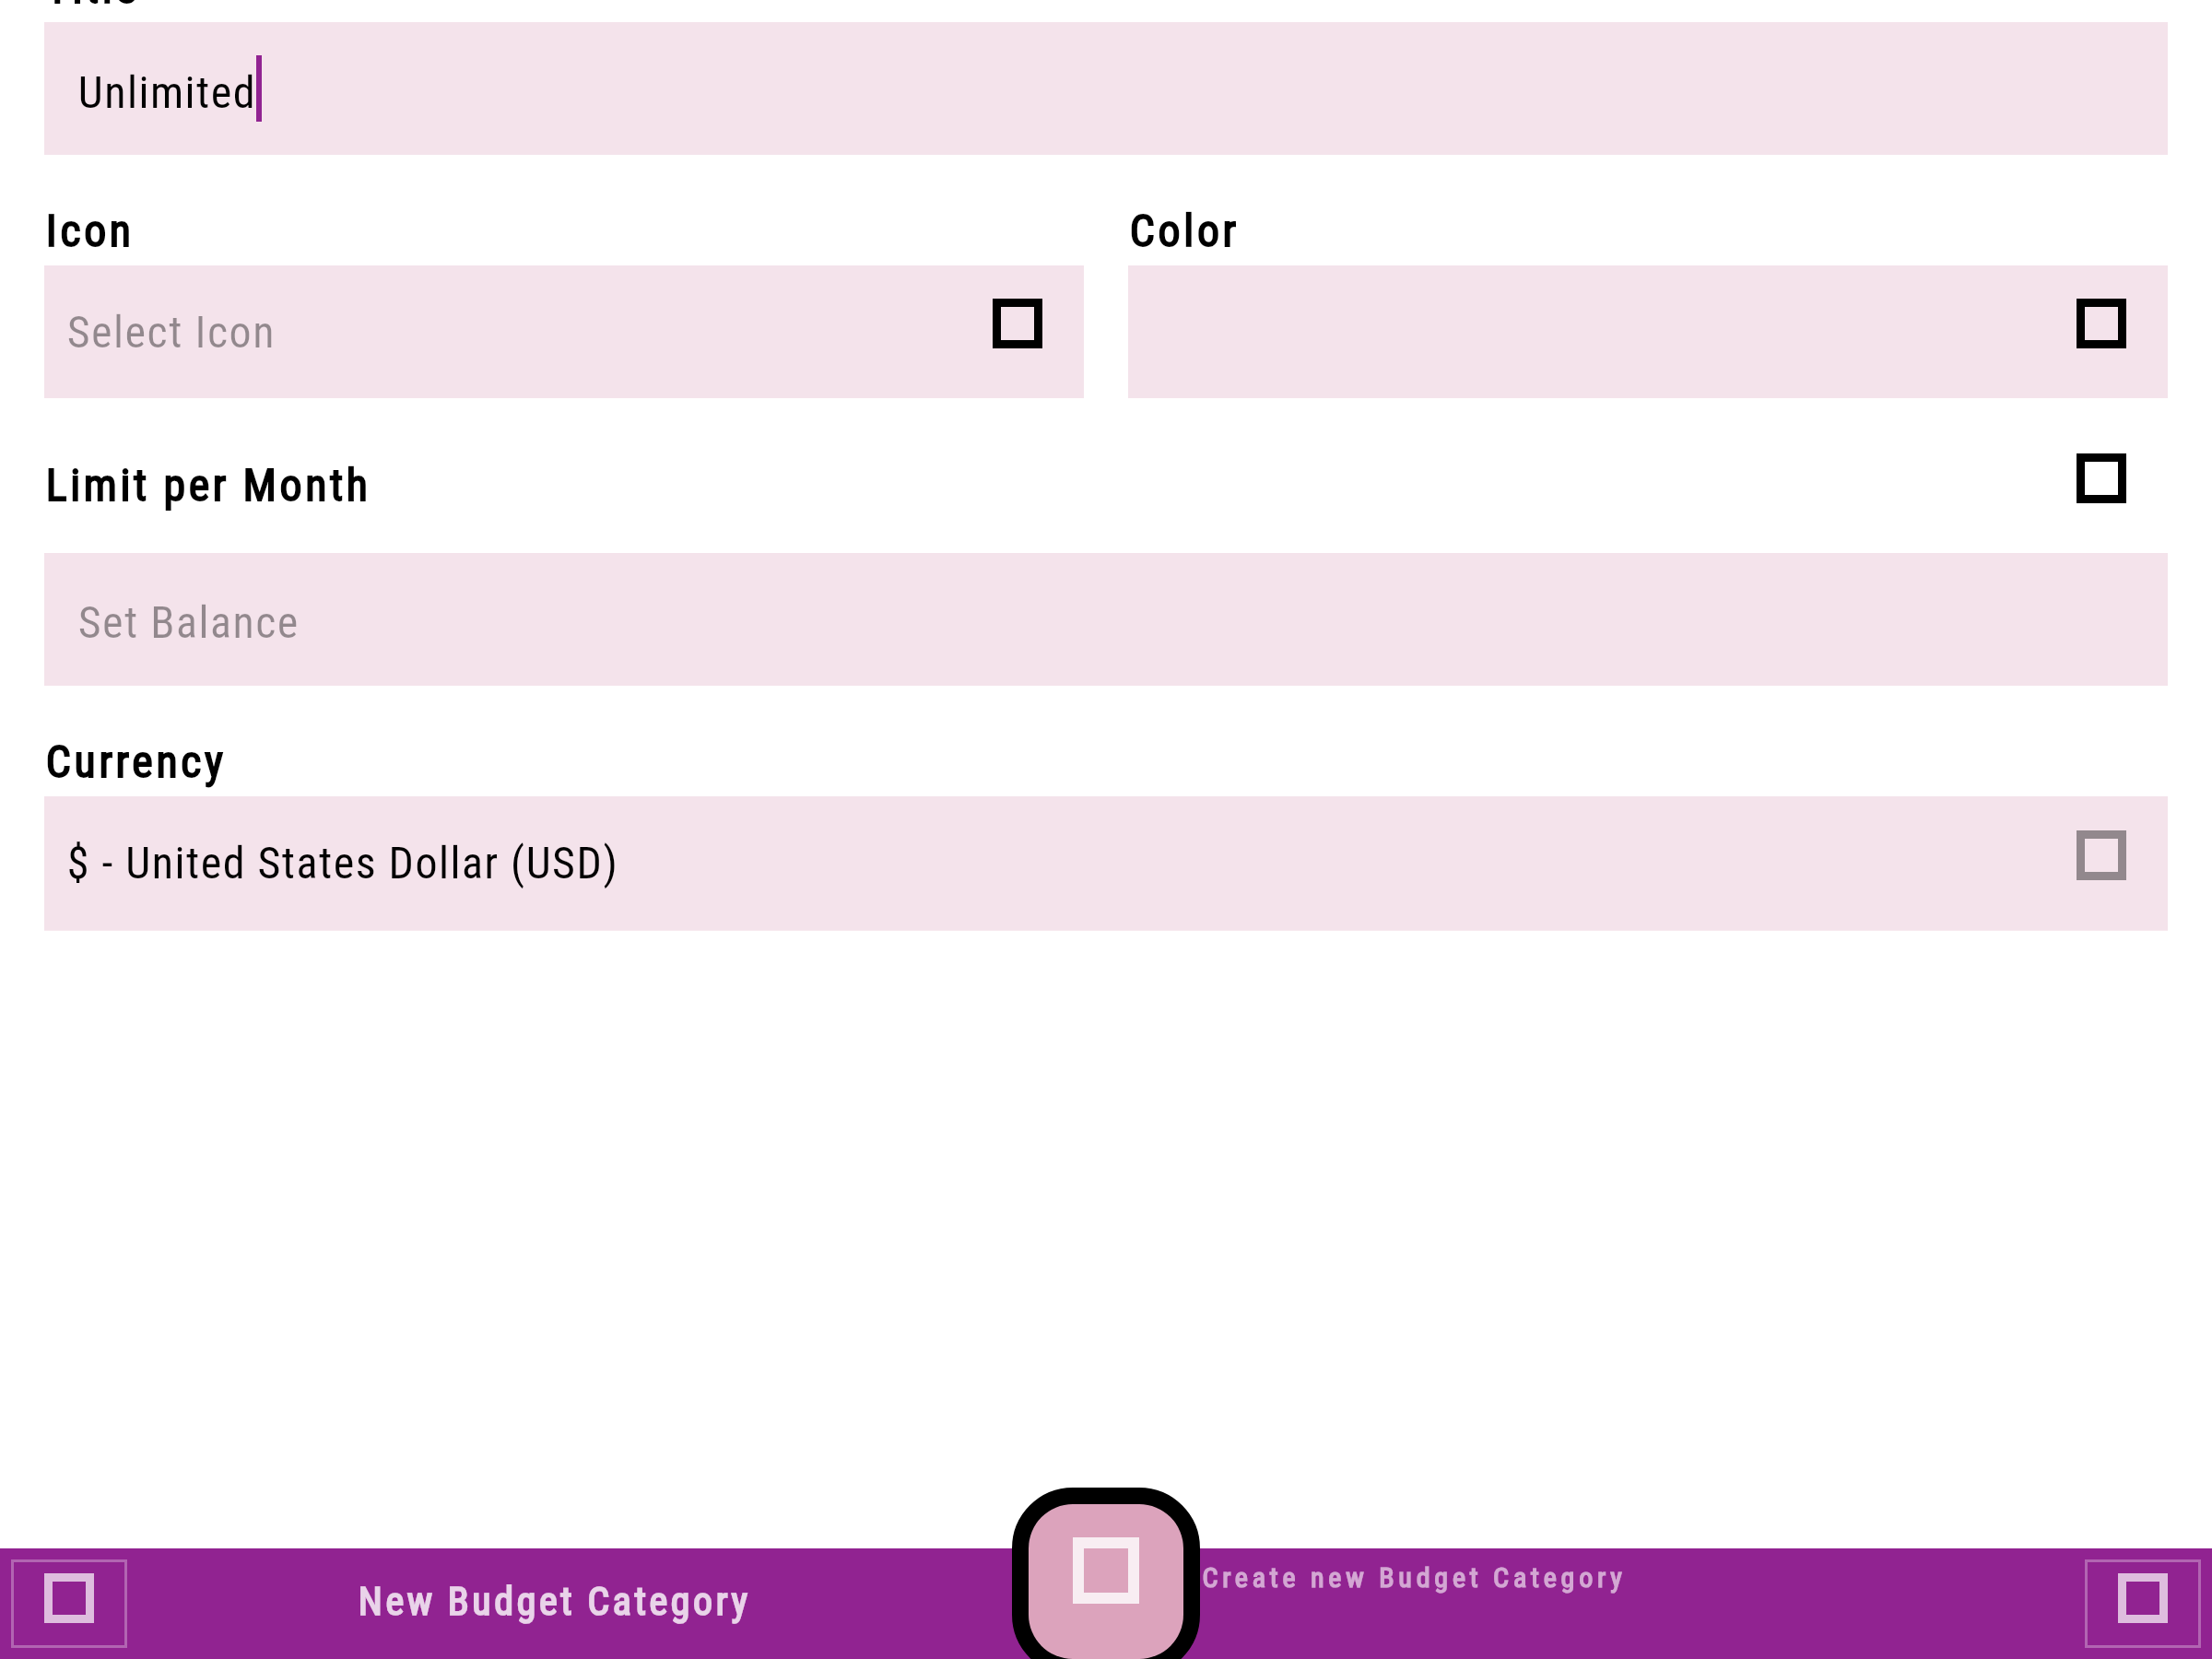 Unlimited
Icon
Color
Select Icon
Limit per Month
Set Balance
Currency
$ - United States Dollar (USD)
New Budget Category
Create new Budget Category